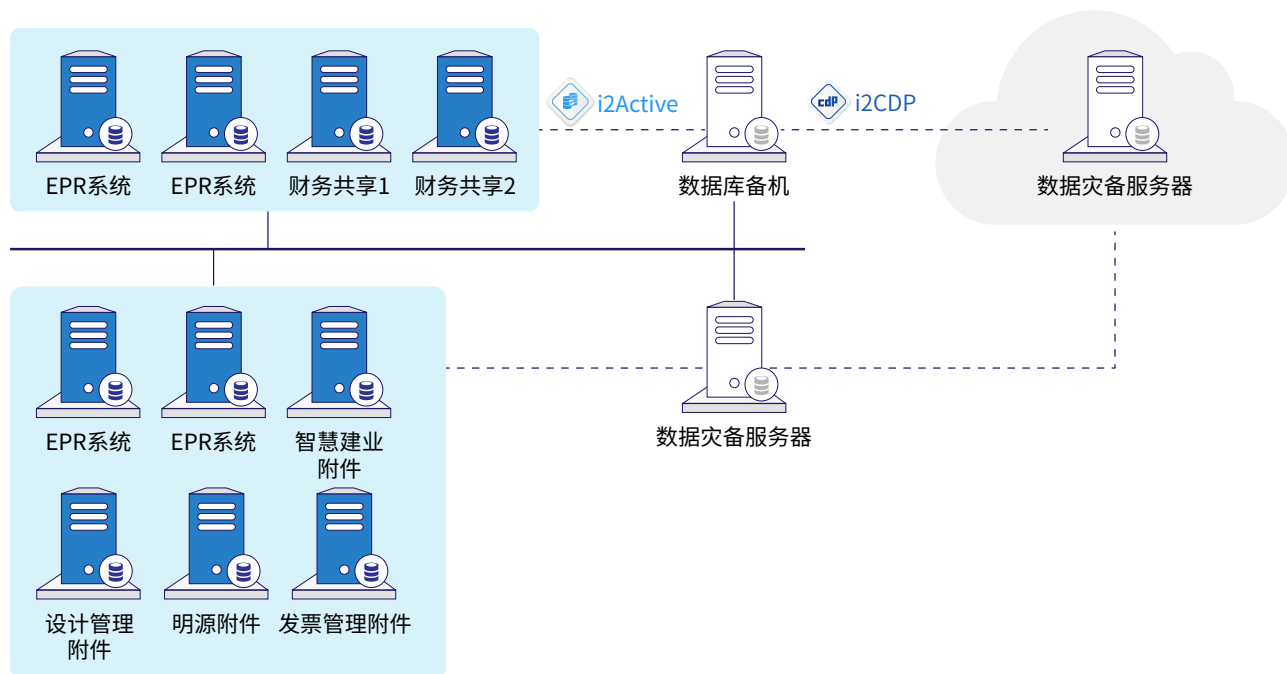 i2Active
cdP
i2CDP
EPR系统
EPR系统
财务共享1
财务共享2
数据库备机
数据灾备服务器
EPR系统
EPR系统
智慧建业
附件
数据灾备服务器
设计管理
附件
明源附件
发票管理附件